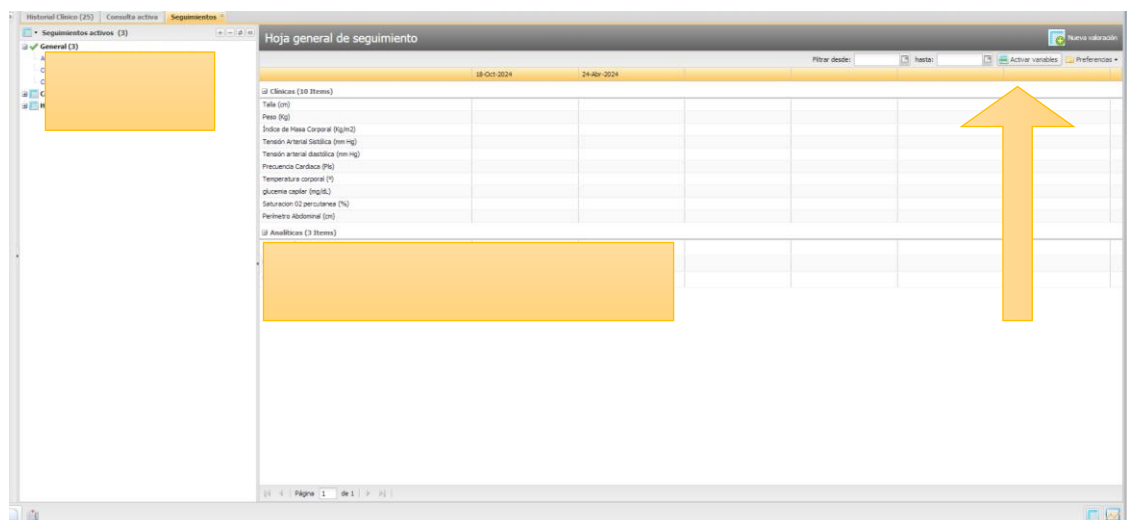 Historial Clínico (25) Consulta activa Seguimientos
Seguimientos activos (3)
General (3)
A
C
C
C
H
Hoja general de seguimiento
Nueva valoración
Filtrar desde: hasta: Activar variables Preferencias
18-Oct-2024 24-Abr-2024
Clínicas (10 Items)
Talla (cm)
Peso (Kg)
Índice de Masa Corporal (Kg/m2)
Tensión Arterial Sistólica (mm Hg)
Tensión arterial diastólica (mm Hg)
Frecuencia Cardiaca (Pls)
Temperatura corporal (º)
glucemia capilar (mg/dL)
Saturacion O2 percutanea (%)
Perímetro Abdominal (cm)
Analíticas (3 Items)
Página 1 de 1